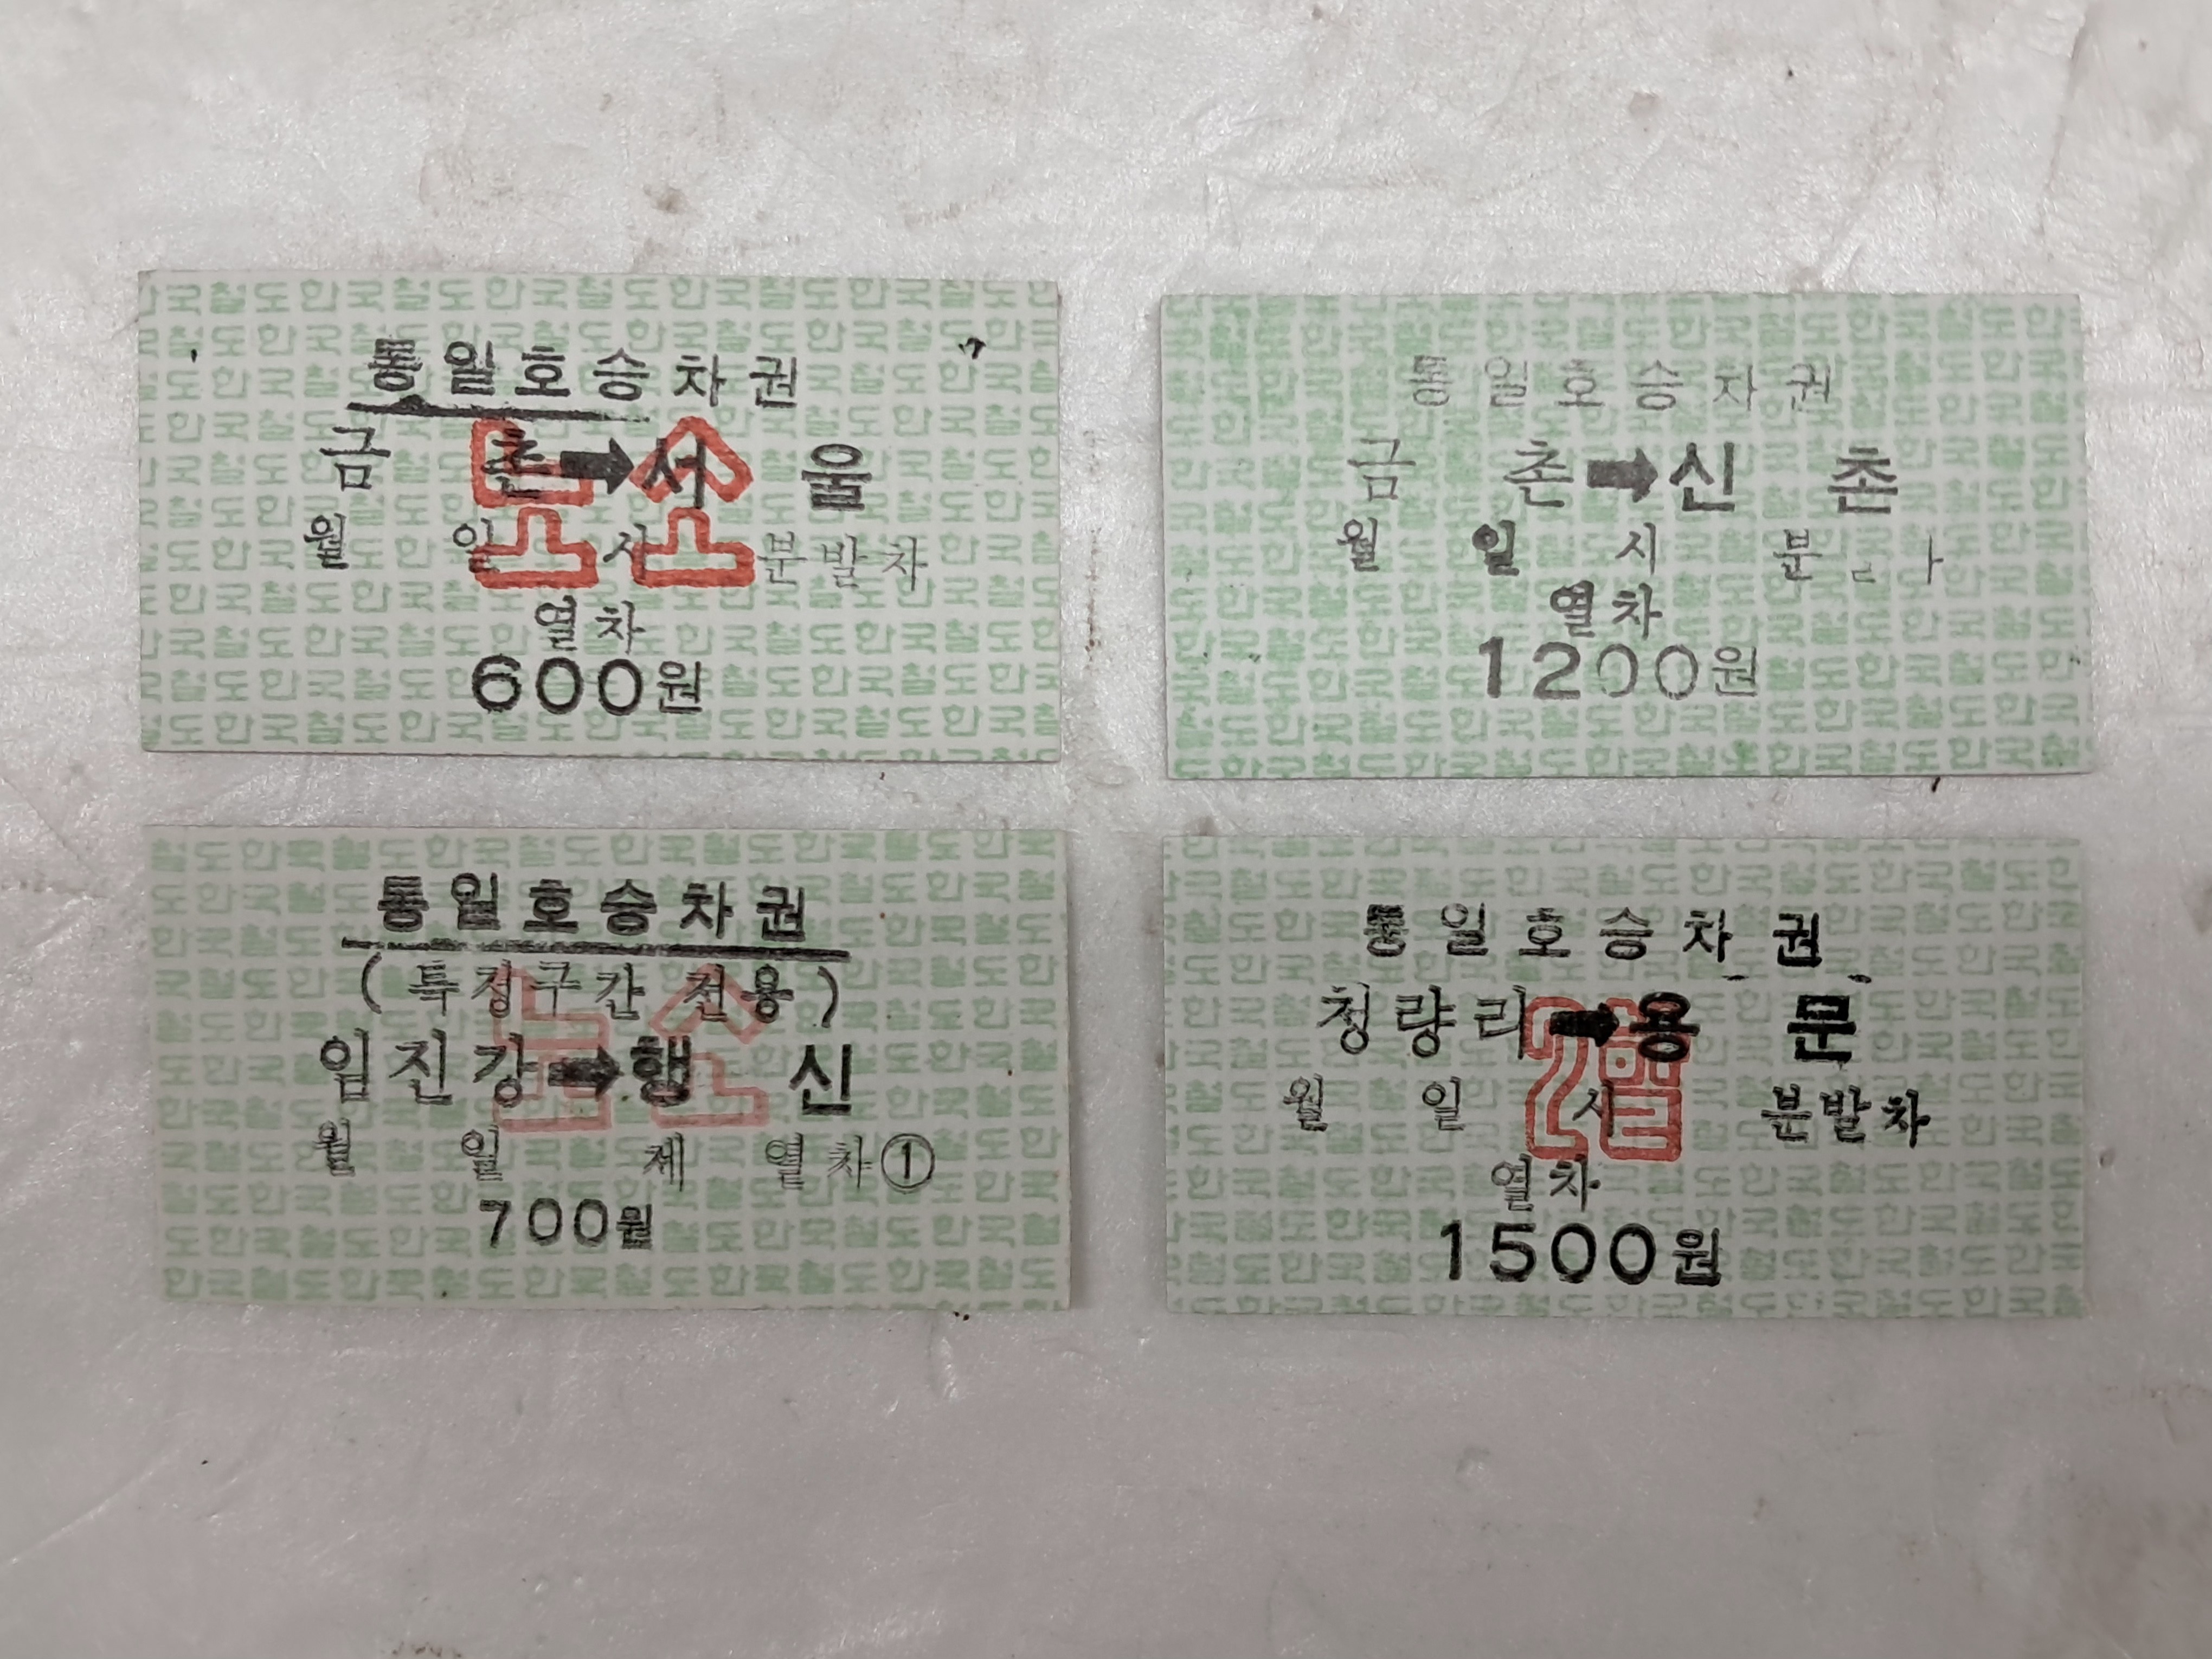 통일호승차권
금 촌➡서 울
월 일 시 분발차
열차
600원
통일호승차권
금 촌➡신 촌
월 일 시 분
열차
1200원
통일호승차권
(특정구간 전용)
임진강➡행 신
월 일 제 열차①
700원
통일호승차권
청량리➡용 문
월 일 시 분발차
열차
1500원